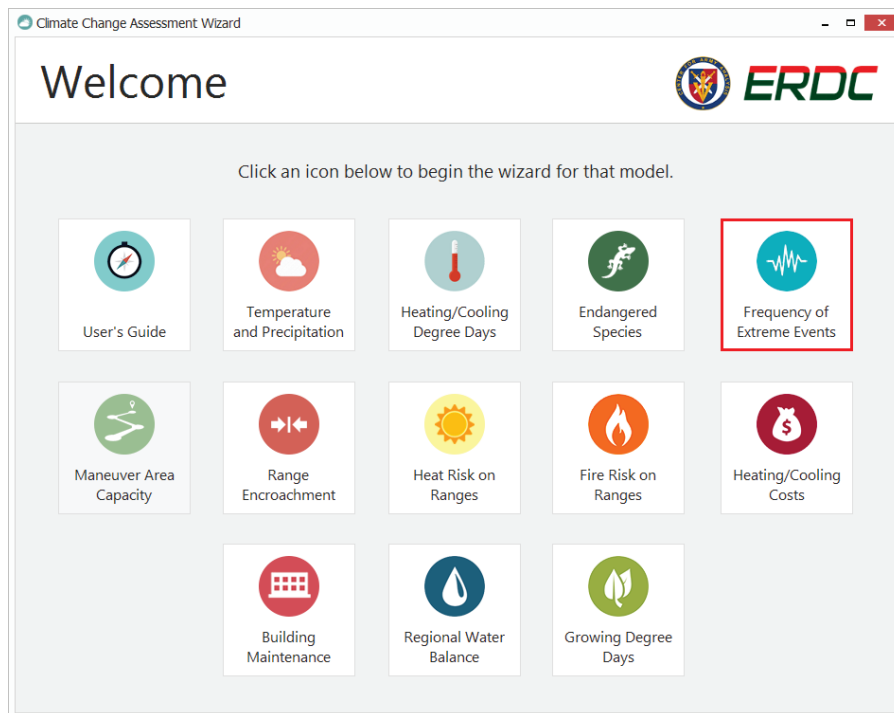 Climate Change Assessment Wizard
Welcome
ERDC
Click an icon below to begin the wizard for that model.
User's Guide
Temperature
and Precipitation
Heating/Cooling
Degree Days
Endangered
Species
Frequency of
Extreme Events
Maneuver Area
Capacity
Range
Encroachment
Heat Risk on
Ranges
Fire Risk on
Ranges
$
Heating/Cooling
Costs
Building
Maintenance
Regional Water
Balance
Growing Degree
Days